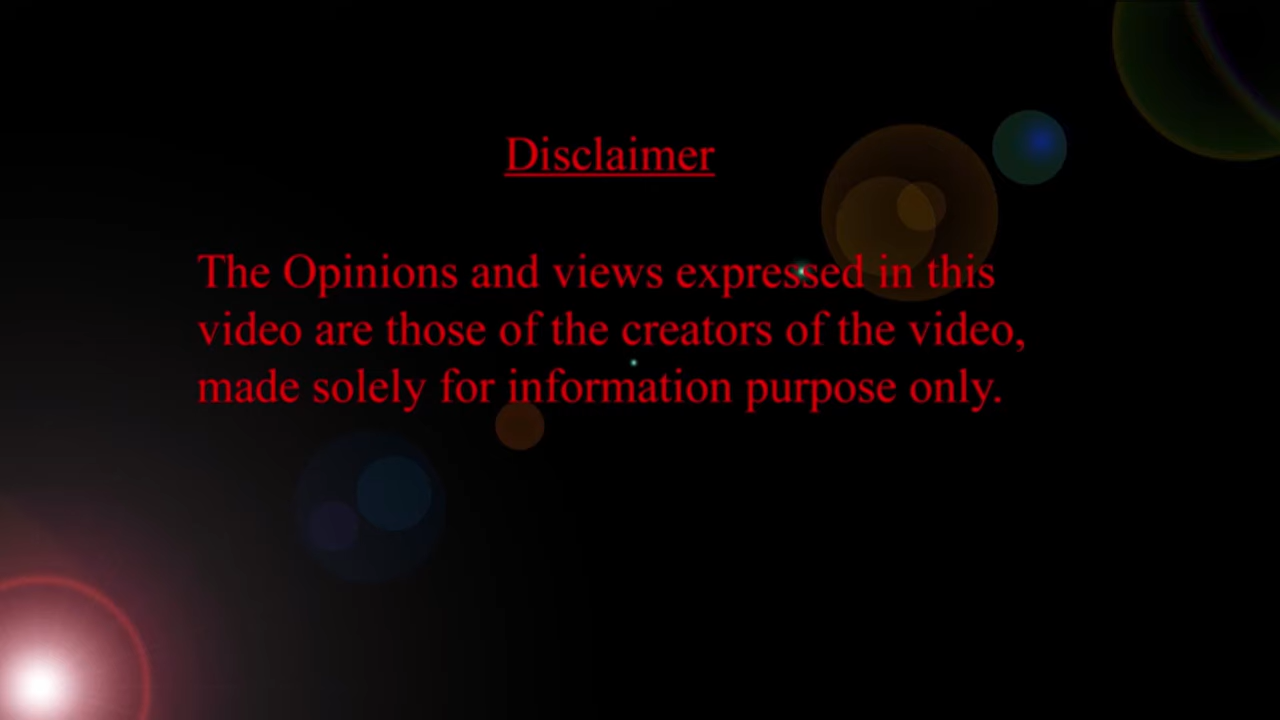 Disclaimer
The Opinions and views expressed in this
video are those of the creators of the video,
made solely for information purpose only.